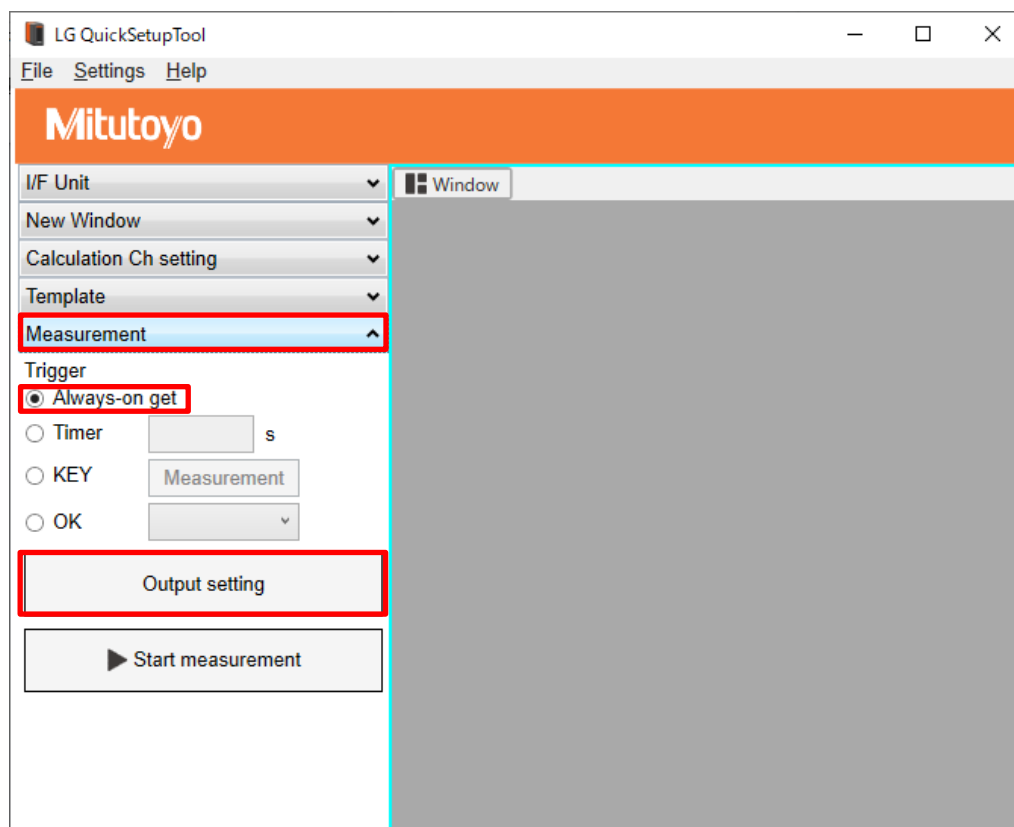 LG QuickSetupTool
File Settings Help
Mitutoyo
I/F Unit
Window
New Window
Calculation Ch setting
Template
Measurement
Trigger
Always-on get
Timer s
KEY Measurement
OK
Output setting
Start measurement